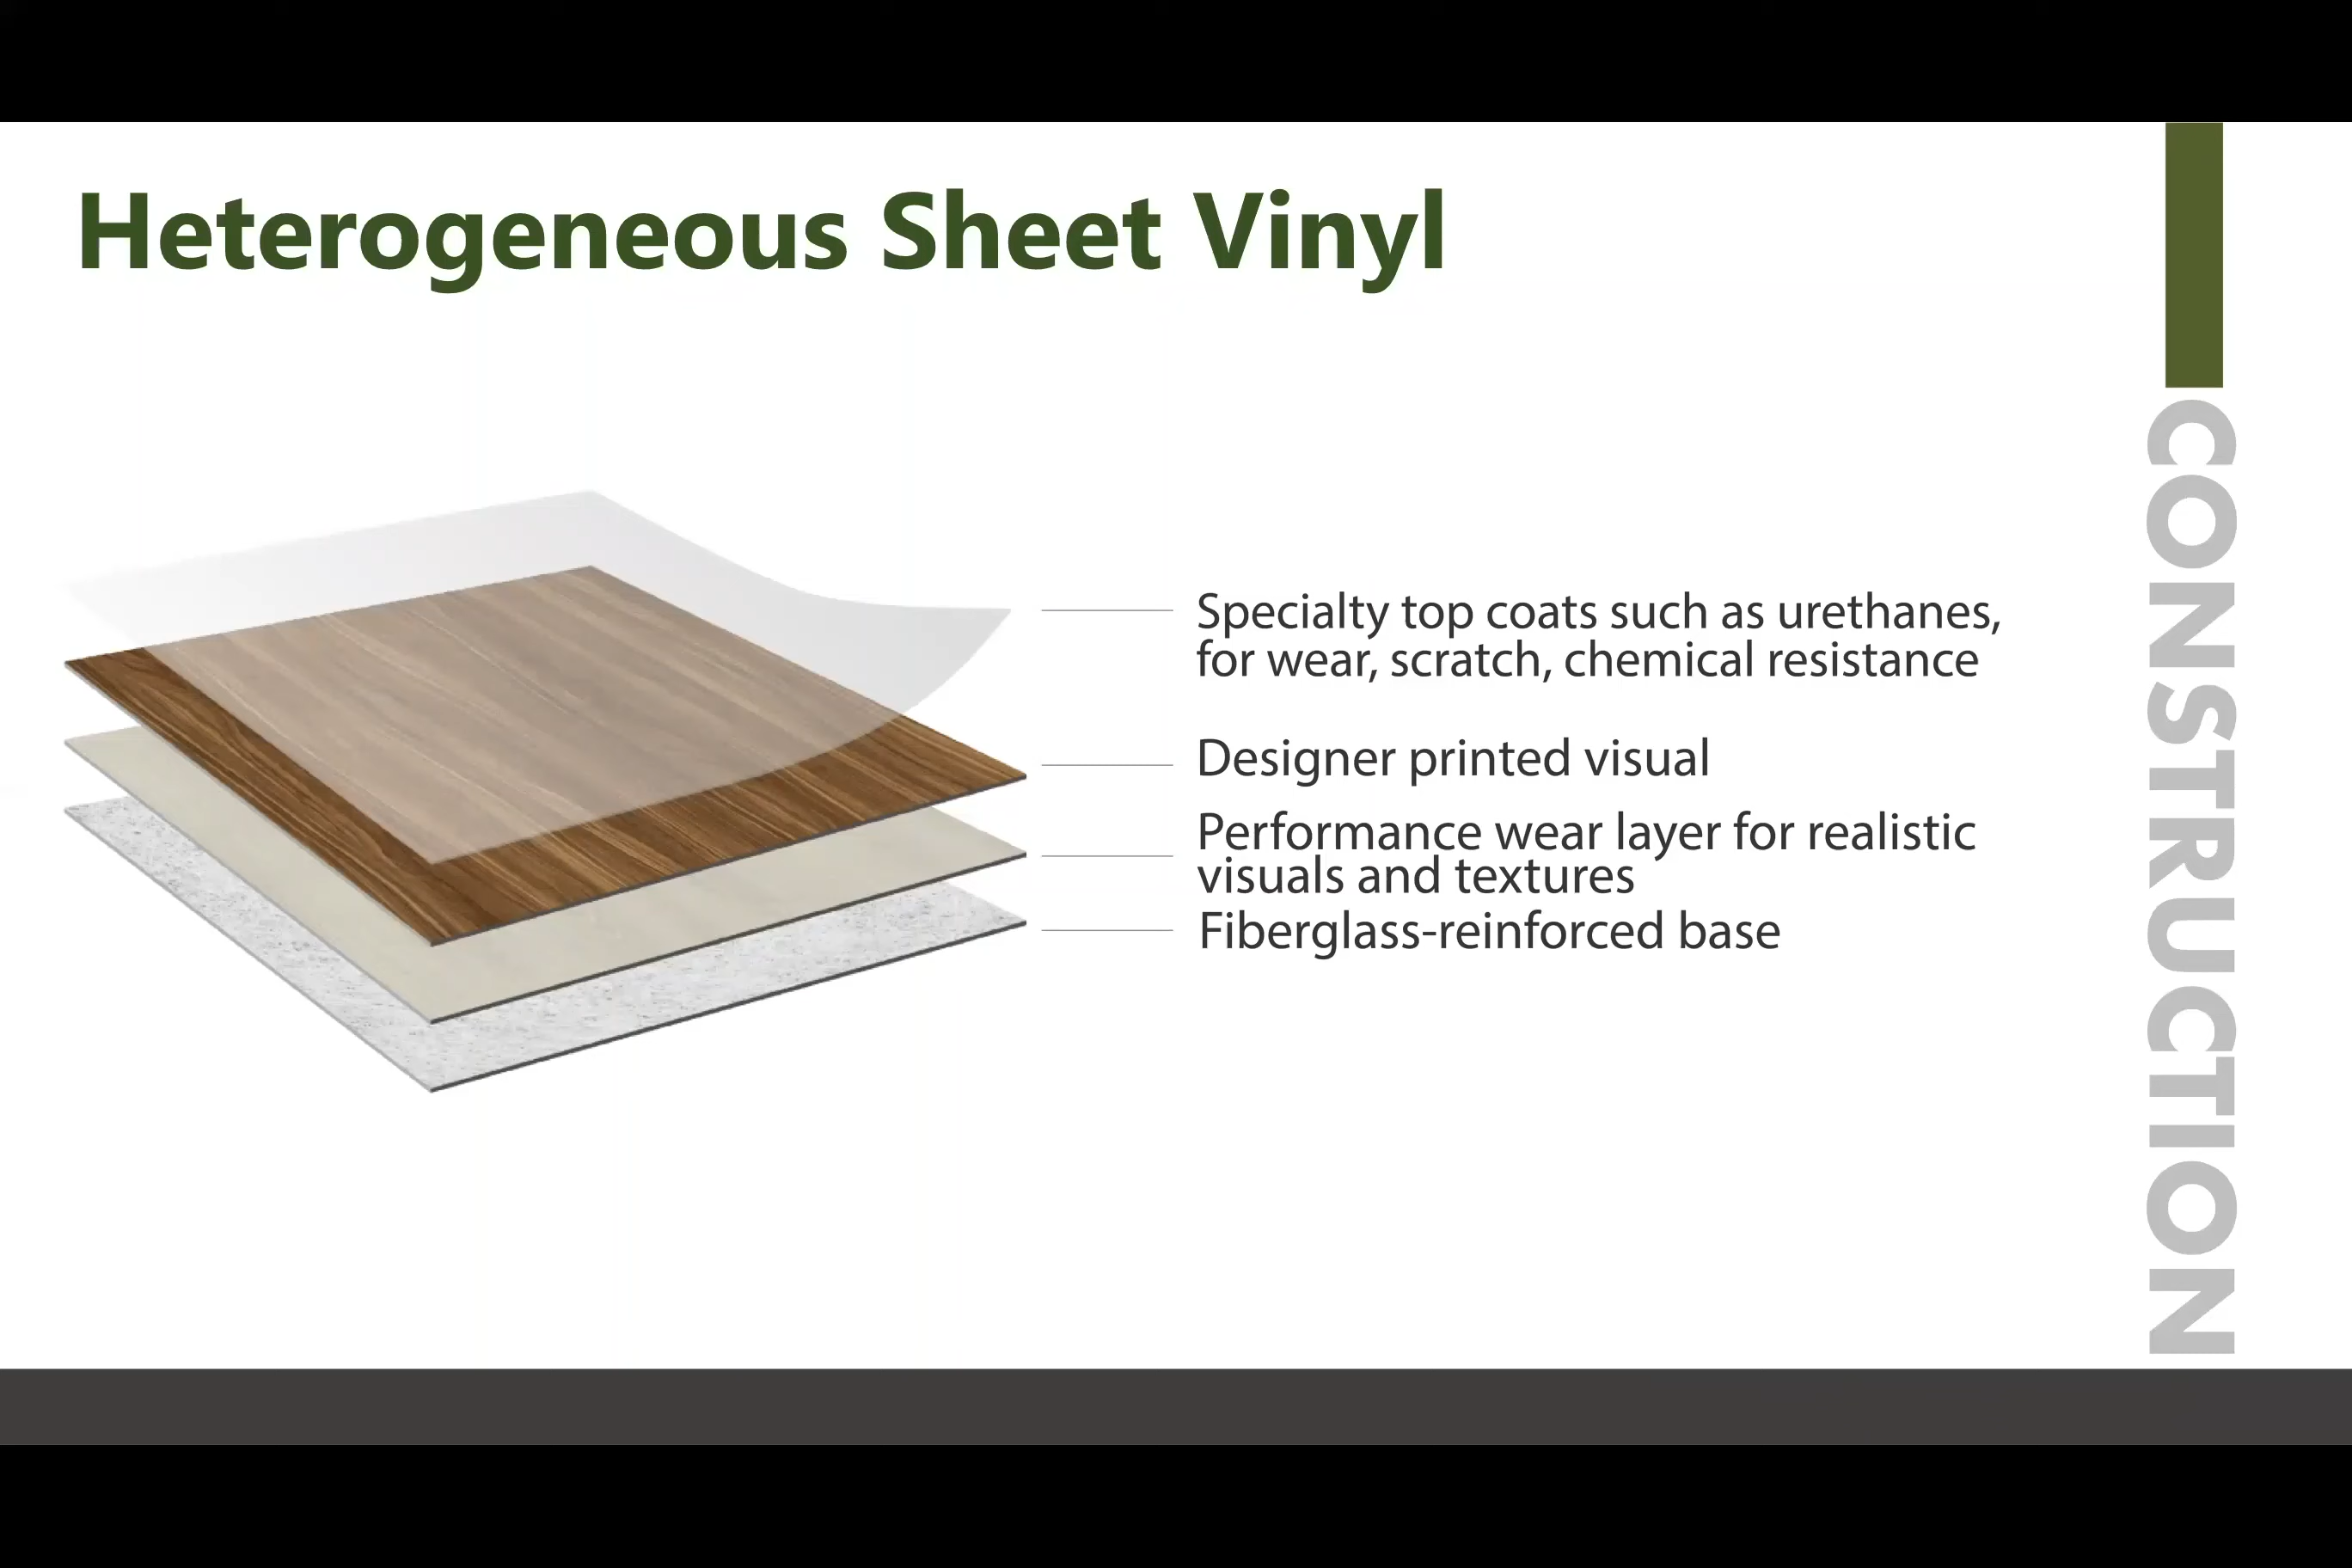 Heterogeneous Sheet Vinyl
Specialty top coats such as urethanes,
for wear, scratch, chemical resistance
Designer printed visual
Performance wear layer for realistic
visuals and textures
Fiberglass-reinforced base
CONSTRUCTION